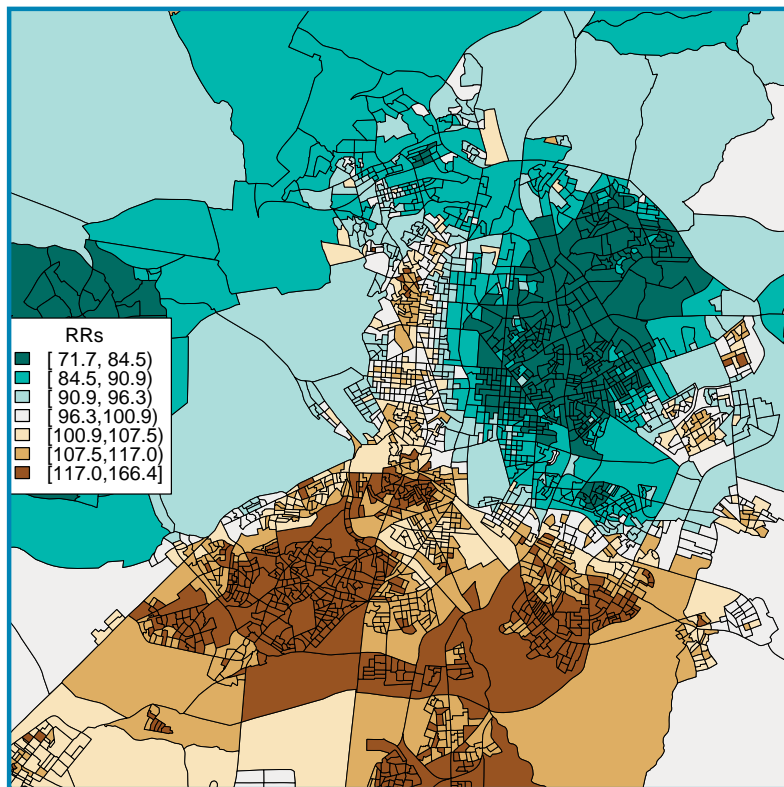 RRs
[ 71.7, 84.5)
[ 84.5, 90.9)
[ 90.9, 96.3)
[ 96.3,100.9)
[100.9,107.5)
[107.5,117.0)
[117.0,166.4]